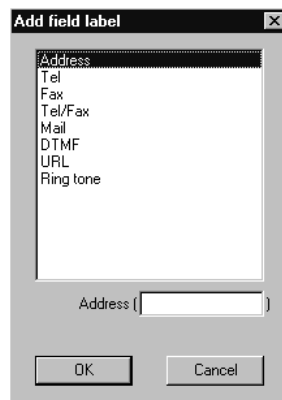 Add field label
Address
Tel
Fax
Tel/Fax
Mail
DTMF
URL
Ring tone
Address ( )
OK Cancel